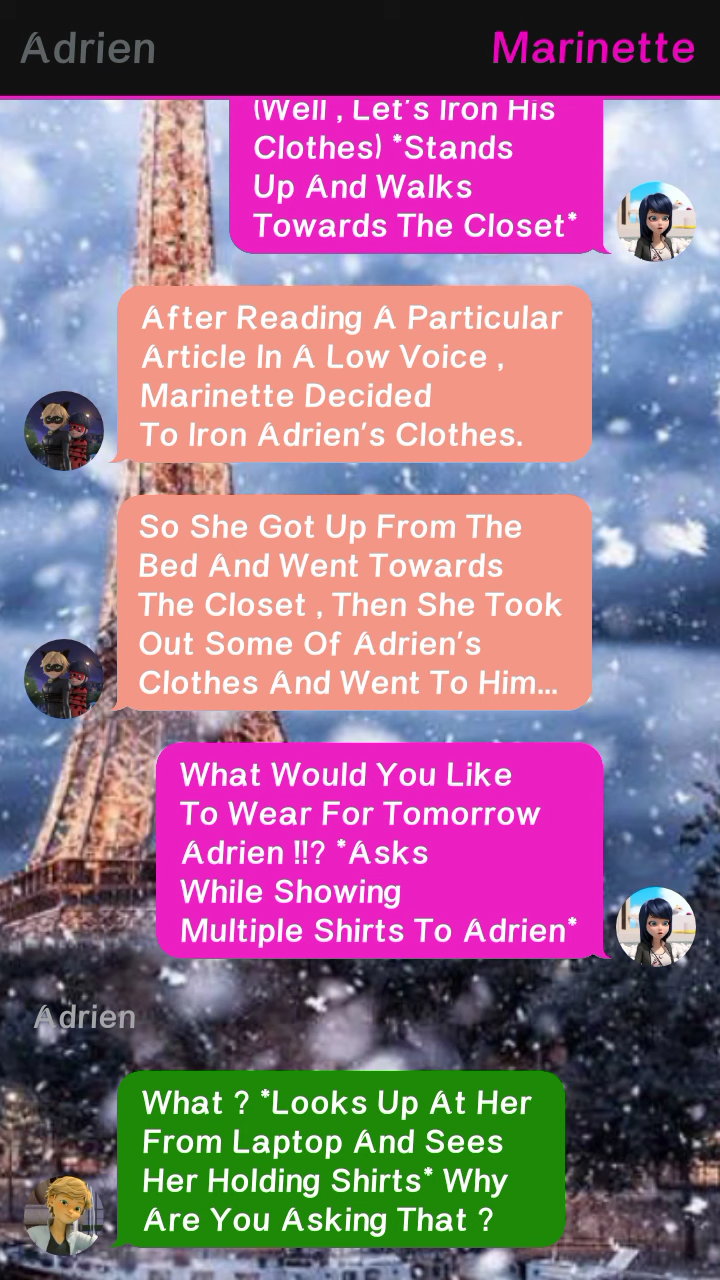 Adrien
Marinette
(Well , Let's Iron His
Clothes) *Stands
Up And Walks
Towards The Closet*
After Reading A Particular
Article In A Low Voice ,
Marinette Decided
To Iron Adrien's Clothes.
So She Got Up From The
Bed And Went Towards
The Closet , Then She Took
Out Some Of Adrien's
Clothes And Went To Him...
What Would You Like
To Wear For Tomorrow
Adrien !!? *Asks
While Showing
Multiple Shirts To Adrien*
Adrien
What ? *Looks Up At Her
From Laptop And Sees
Her Holding Shirts* Why
Are You Asking That ?